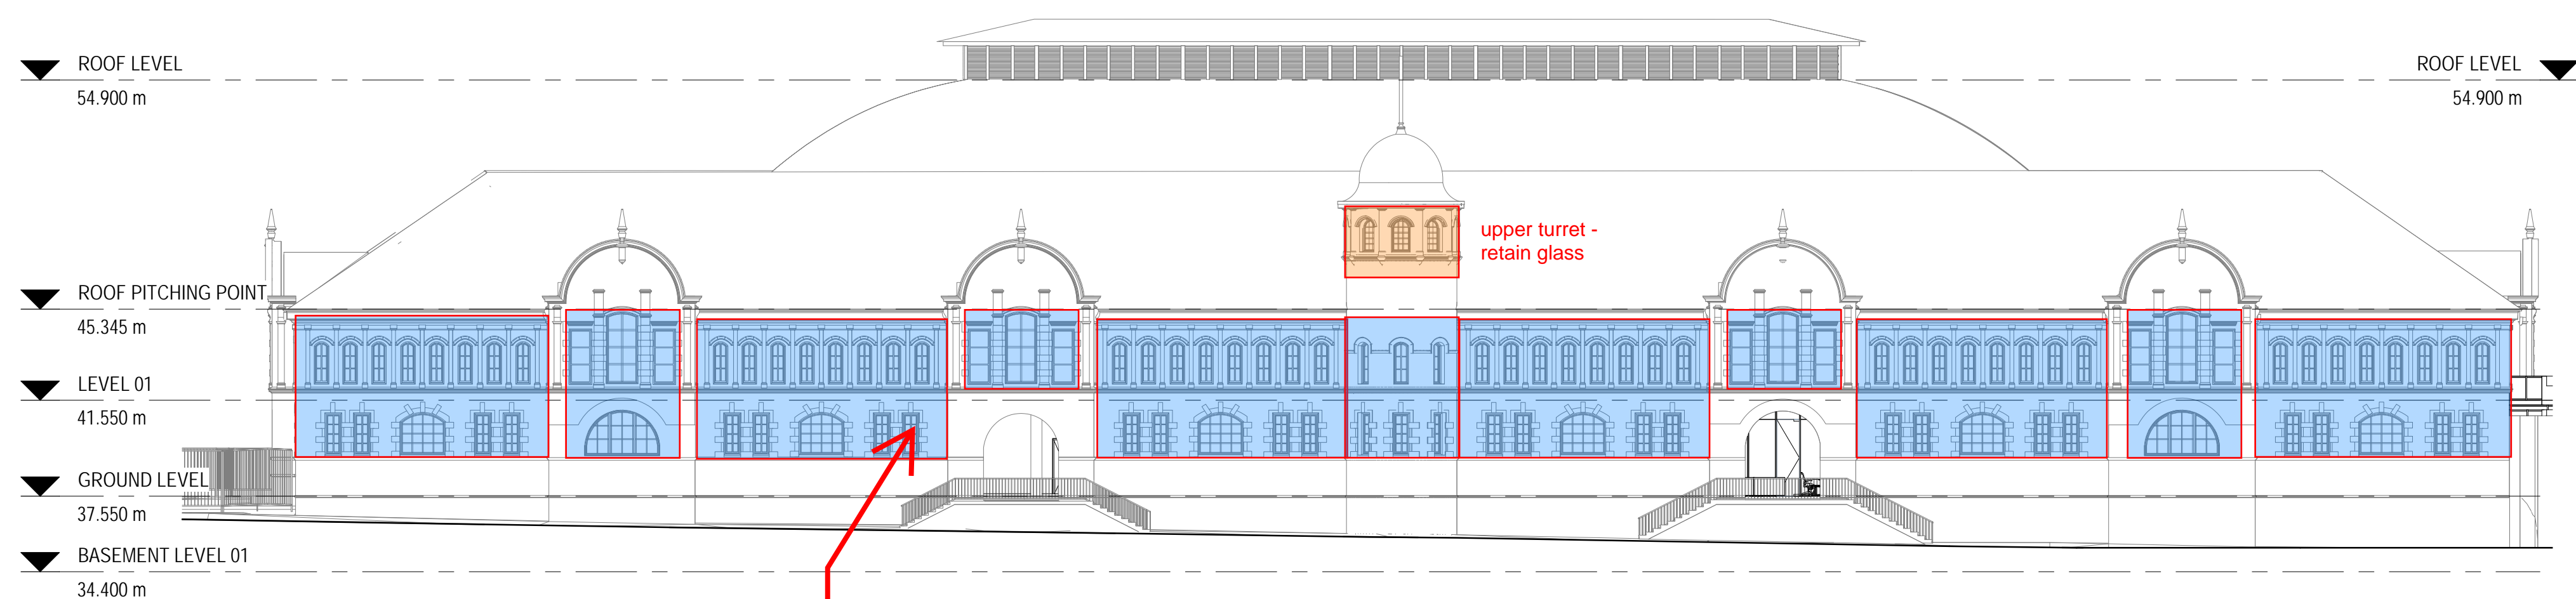 ROOF LEVEL
54.900 m
ROOF LEVEL
54.900 m
upper turret -
retain glass
ROOF PITCHING POINT
45.345 m
LEVEL 01
41.550 m
GROUND LEVEL
37.550 m
BASEMENT LEVEL 01
34.400 m